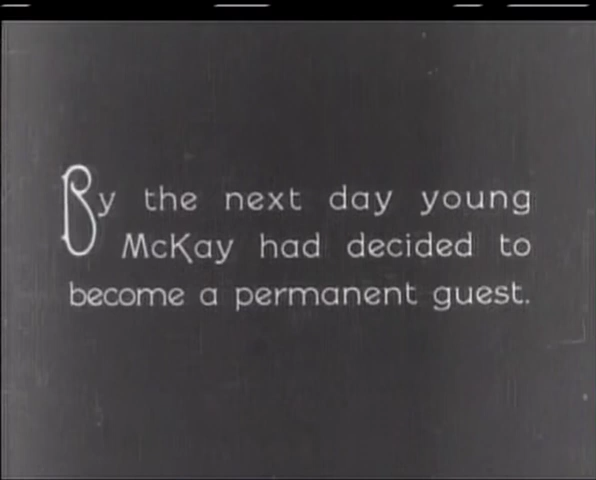 By the next day young
McKay had decided to
become a permanent guest.